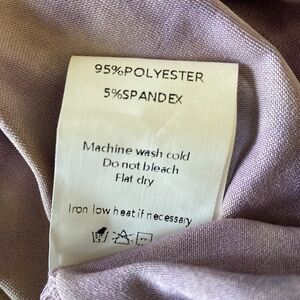 95%POLYESTER
5%SPANDEX
Machine wash cold
Do not bleach
Flat dry
Iron low heat if necessary